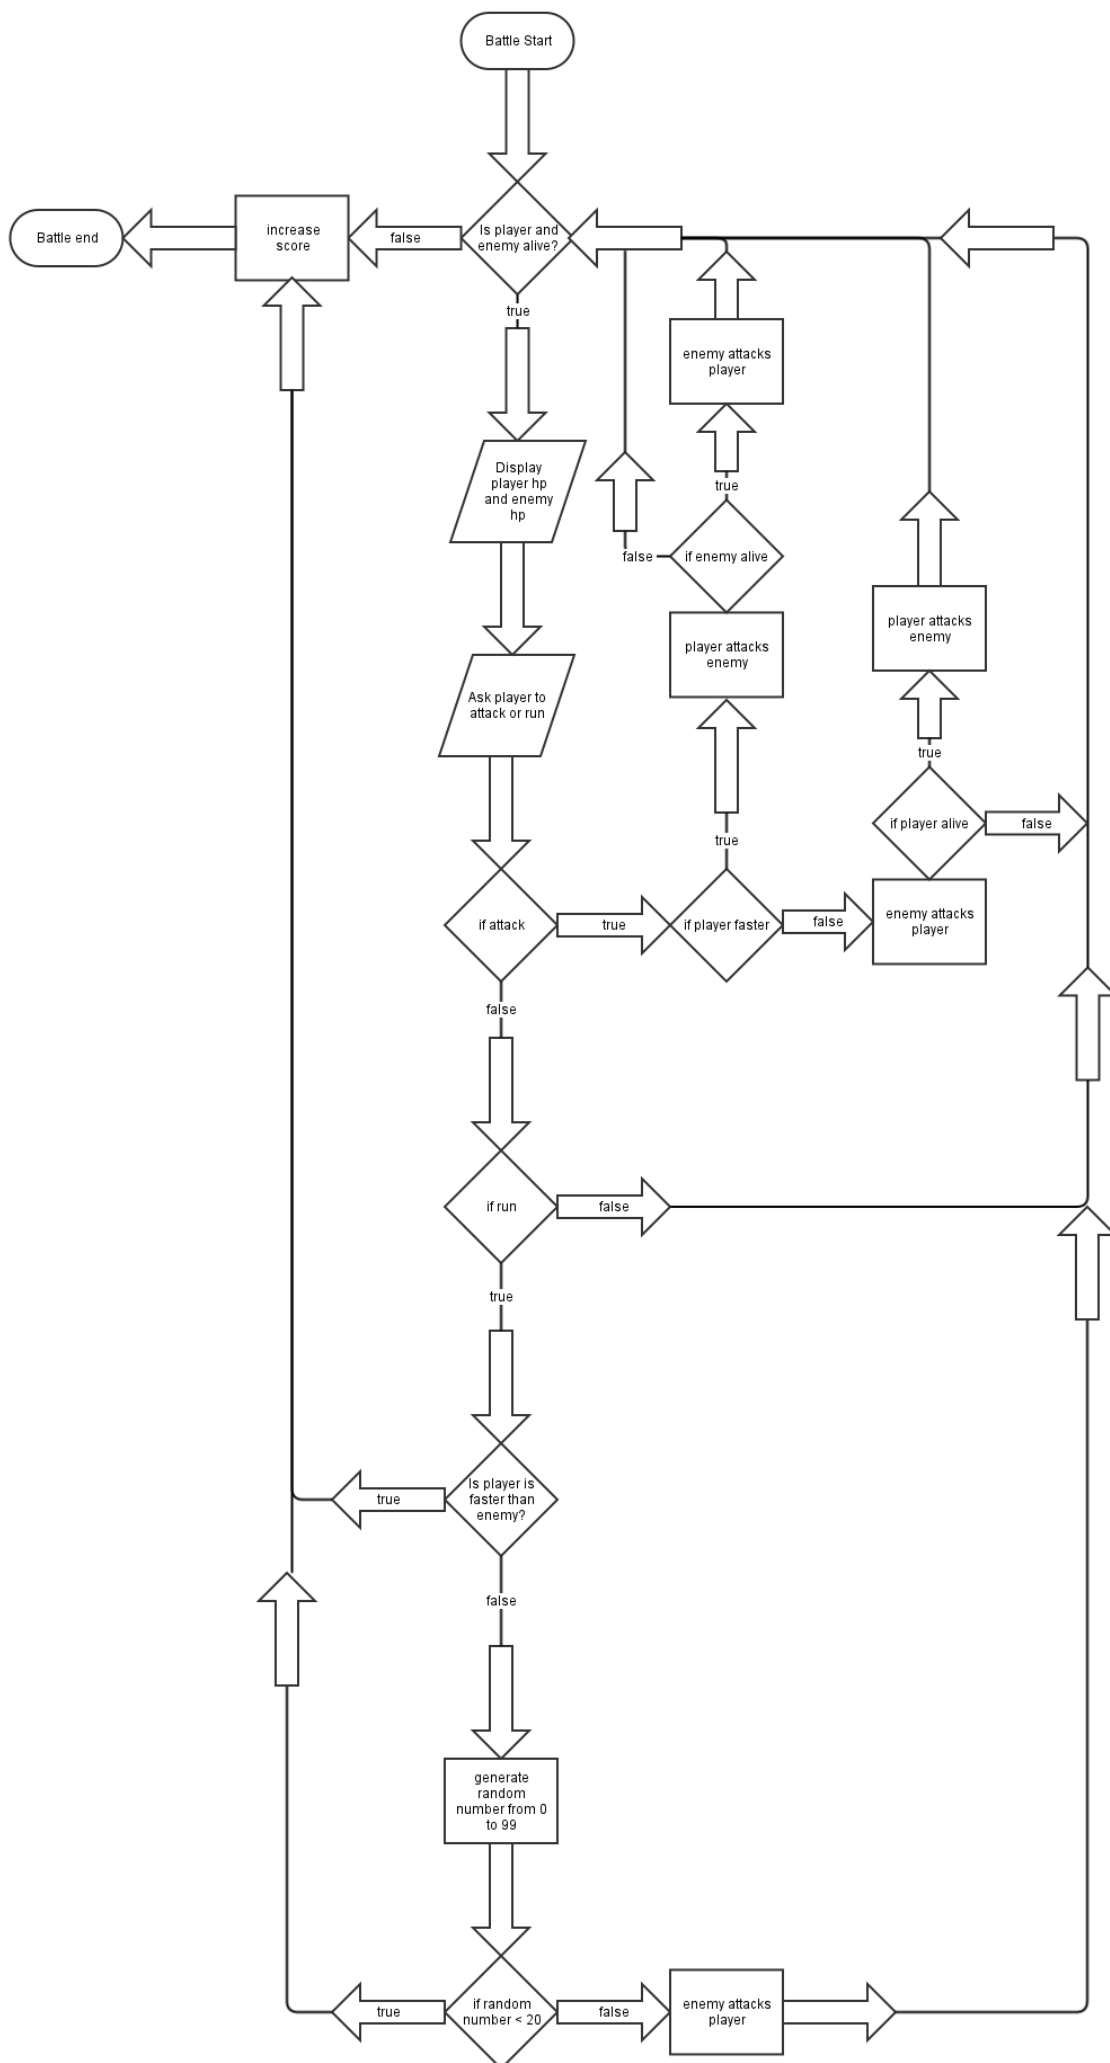 Battle Start
Battle end
increase
score
false
Is player and
enemy alive?
true
enemy attacks
player
true
Display
player hp
and enemy
hp
false
if enemy alive
player attacks
enemy
player attacks
enemy
Ask player to
attack or run
true
if player alive
false
true
if attack
true
if player faster
false
enemy attacks
player
false
if run
false
true
true
Is player is
faster than
enemy?
false
generate
random
number from 0
to 99
true
if random
number < 20
false
enemy attacks
player